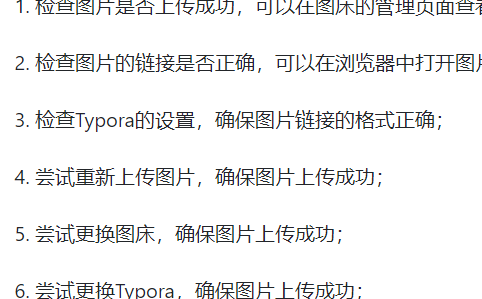 1. 检查图片是否上传成功，可以在图床的管理页面查看
2. 检查图片的链接是否正确，可以在浏览器中打开图片
3. 检查Typora的设置，确保图片链接的格式正确；
4. 尝试重新上传图片，确保图片上传成功；
5. 尝试更换图床，确保图片上传成功；
6. 尝试更换Typora，确保图片上传成功；